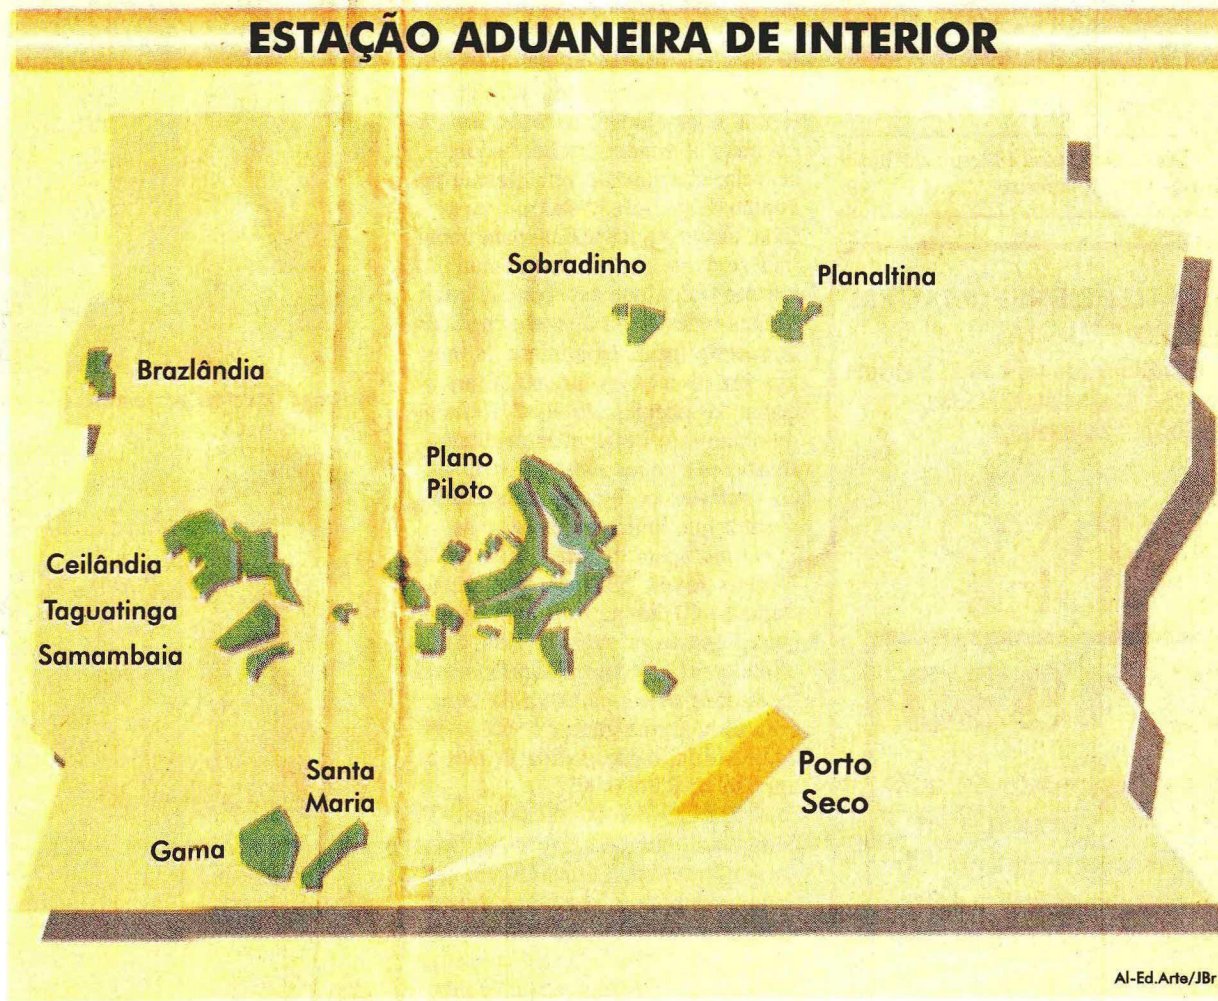 ESTAÇÃO ADUANEIRA DE INTERIOR
Sobradinho
Planaltina
Brazlândia
Plano
Piloto
Ceilândia
Taguatinga
Samambaia
Santa
Maria
Porto
Seco
Gama
Al-Ed.Arte/JBr